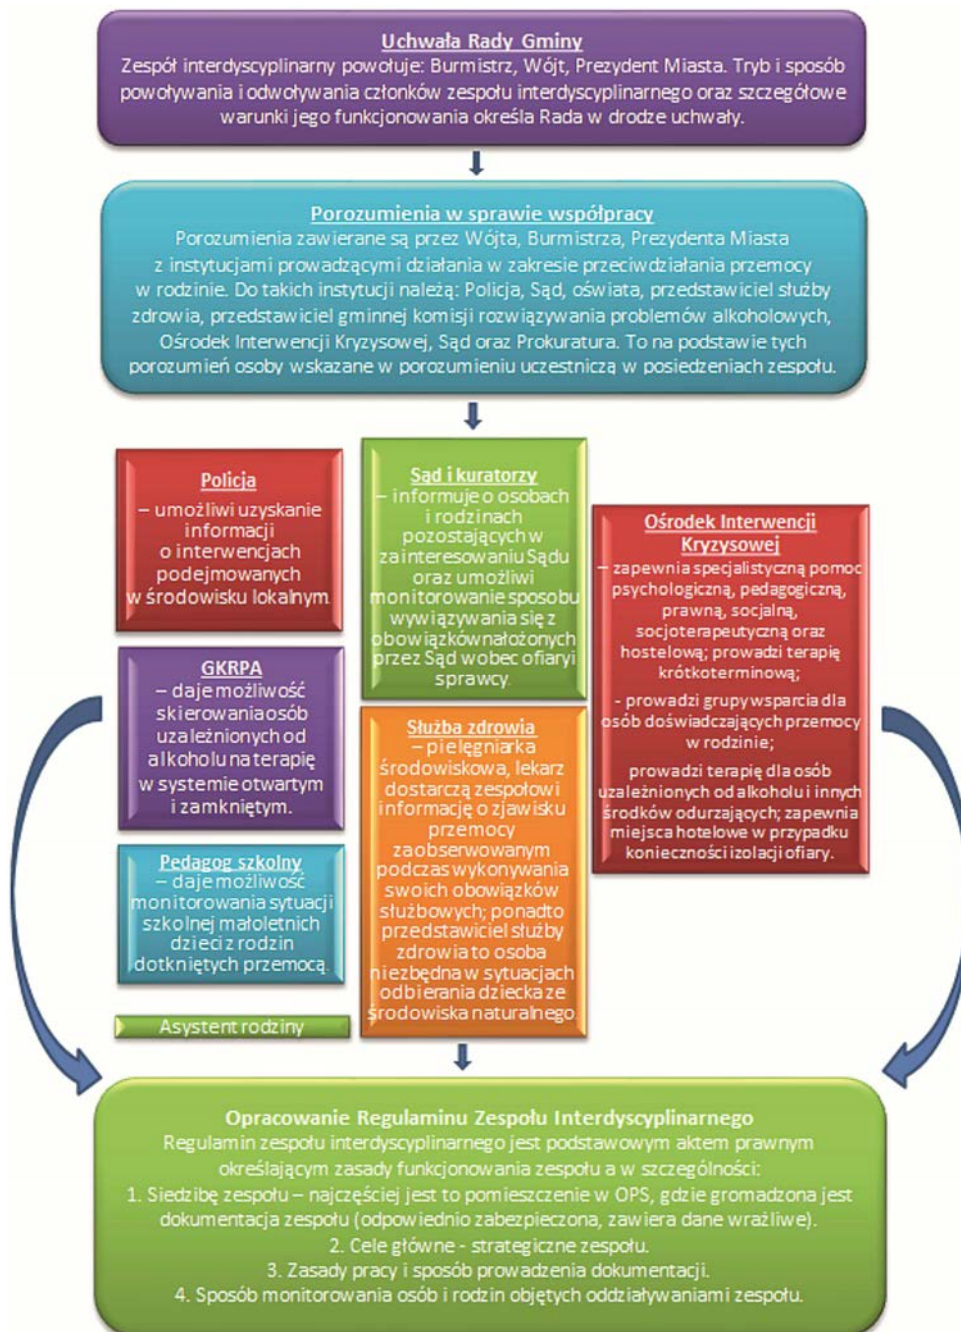 Uchwała Rady Gminy
Zespół interdyscyplinarny powołuje: Burmistrz, Wójt, Prezydent Miasta. Tryb i sposób
powoływania i odwoływania członków zespołu interdyscyplinarnego oraz szczegółowe
warunki jego funkcjonowania określa Rada w drodze uchwały.
Porozumienia w sprawie współpracy
Porozumienia zawierane są przez Wójta, Burmistrza, Prezydenta Miasta
z instytucjami prowadzącymi działania w zakresie przeciwdziałania przemocy
w rodzinie. Do takich instytucji należą: Policja, Sąd, oświata, przedstawiciel służby
zdrowia, przedstawiciel gminnej komisji rozwiązywania problemów alkoholowych,
Ośrodek Interwencji Kryzysowej, Sąd oraz Prokuratura. To na podstawie tych
porozumień osoby wskazane w porozumieniu uczestniczą w posiedzeniach zespołu.
Policja
– umożliwi uzyskanie
informacji
o interwencjach
podejmowanych
w środowisku lokalnym.
GKRPA
– daje możliwość
skierowania osób
uzależnionych od
alkoholu na terapię
w systemie otwartym
i zamkniętym.
Pedagog szkolny
– daje możliwość
monitorowania sytuacji
szkolnej małoletnich
dzieci z rodzin
dotkniętych przemocą.
Asystent rodziny
Sąd i kuratorzy
– informuje o osobach
i rodzinach
pozostających w
zainteresowaniu Sądu
oraz umożliwi
monitorowanie sposobu
wywiązywania się z
obowiązków nałożonych
przez Sąd wobec ofiary i
sprawcy.
Służba zdrowia
– pielęgniarka
środowiskowa, lekarz
dostarczą zespołowi
informację o zjawisku
przemocy
zaobserwowanym
podczas wykonywania
swoich obowiązków
służbowych; ponadto
przedstawiciel służby
zdrowia to osoba
niezbędna w sytuacjach
odbierania dziecka ze
środowiska naturalnego.
Ośrodek Interwencji
Kryzysowej
– zapewnia specjalistyczną pomoc
psychologiczną, pedagogiczną,
prawną, socjalną,
socjoterapeutyczną oraz
hostelową; prowadzi terapię
krótkoterminową;
- prowadzi grupy wsparcia dla
osób doświadczających przemocy
w rodzinie;
prowadzi terapię dla osób
uzależnionych od alkoholu i innych
środków odurzających; zapewnia
miejsca hotelowe w przypadku
konieczności izolacji ofiary.
Opracowanie Regulaminu Zespołu Interdyscyplinarnego
Regulamin zespołu interdyscyplinarnego jest podstawowym aktem prawnym
określającym zasady funkcjonowania zespołu a w szczególności:
1. Siedzibę zespołu – najczęściej jest to pomieszczenie w OPS, gdzie gromadzona jest
dokumentacja zespołu (odpowiednio zabezpieczona, zawiera dane wrażliwe).
2. Cele główne - strategiczne zespołu.
3. Zasady pracy i sposób prowadzenia dokumentacji.
4. Sposób monitorowania osób i rodzin objętych oddziaływaniami zespołu.